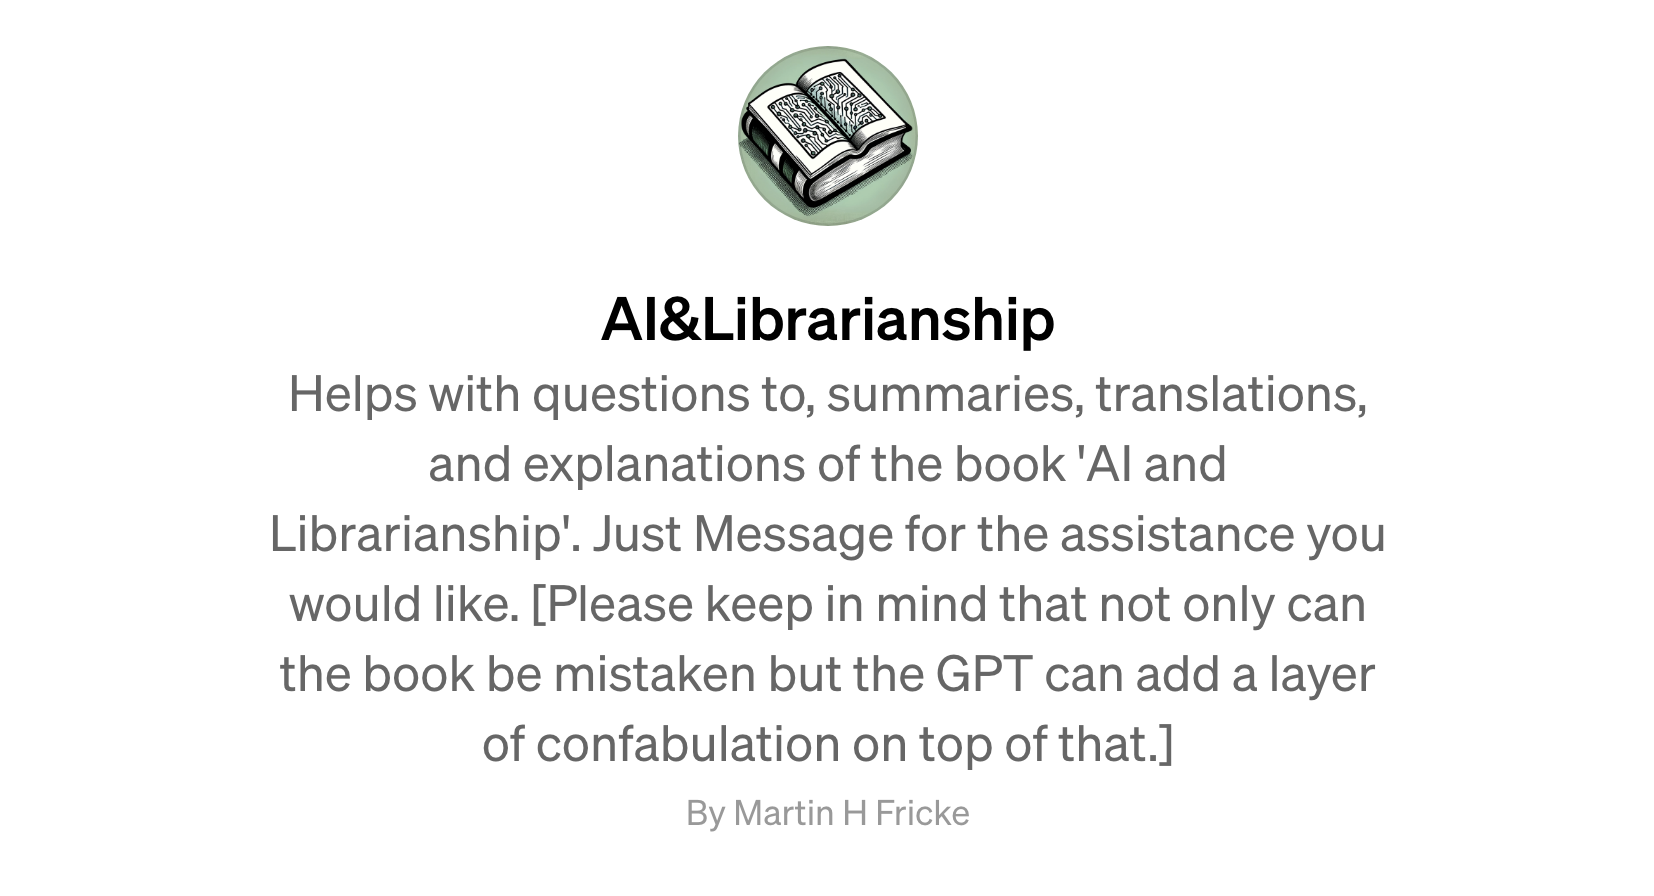 AI&Librarianship
Helps with questions to, summaries, translations,
and explanations of the book 'AI and
Librarianship'. Just Message for the assistance you
would like. [Please keep in mind that not only can
the book be mistaken but the GPT can add a layer
of confabulation on top of that.]
By Martin H Fricke